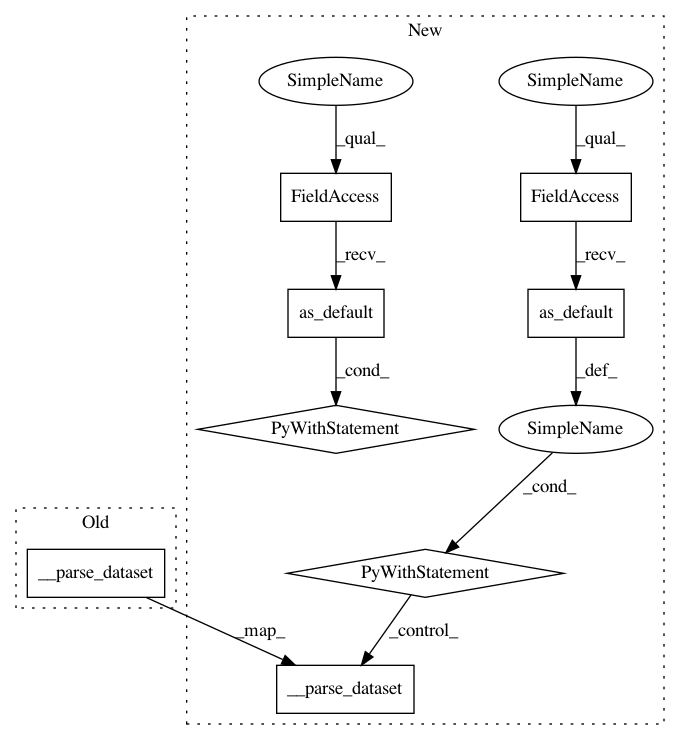 New
SimpleName
SimpleName
_qual_
_qual_
FieldAccess
FieldAccess
_recv_
_recv_
as_default
as_default
_cond_
_def_
PyWithStatement
SimpleName
_cond_
Old
__parse_dataset
PyWithStatement
_map_
_control_
__parse_dataset